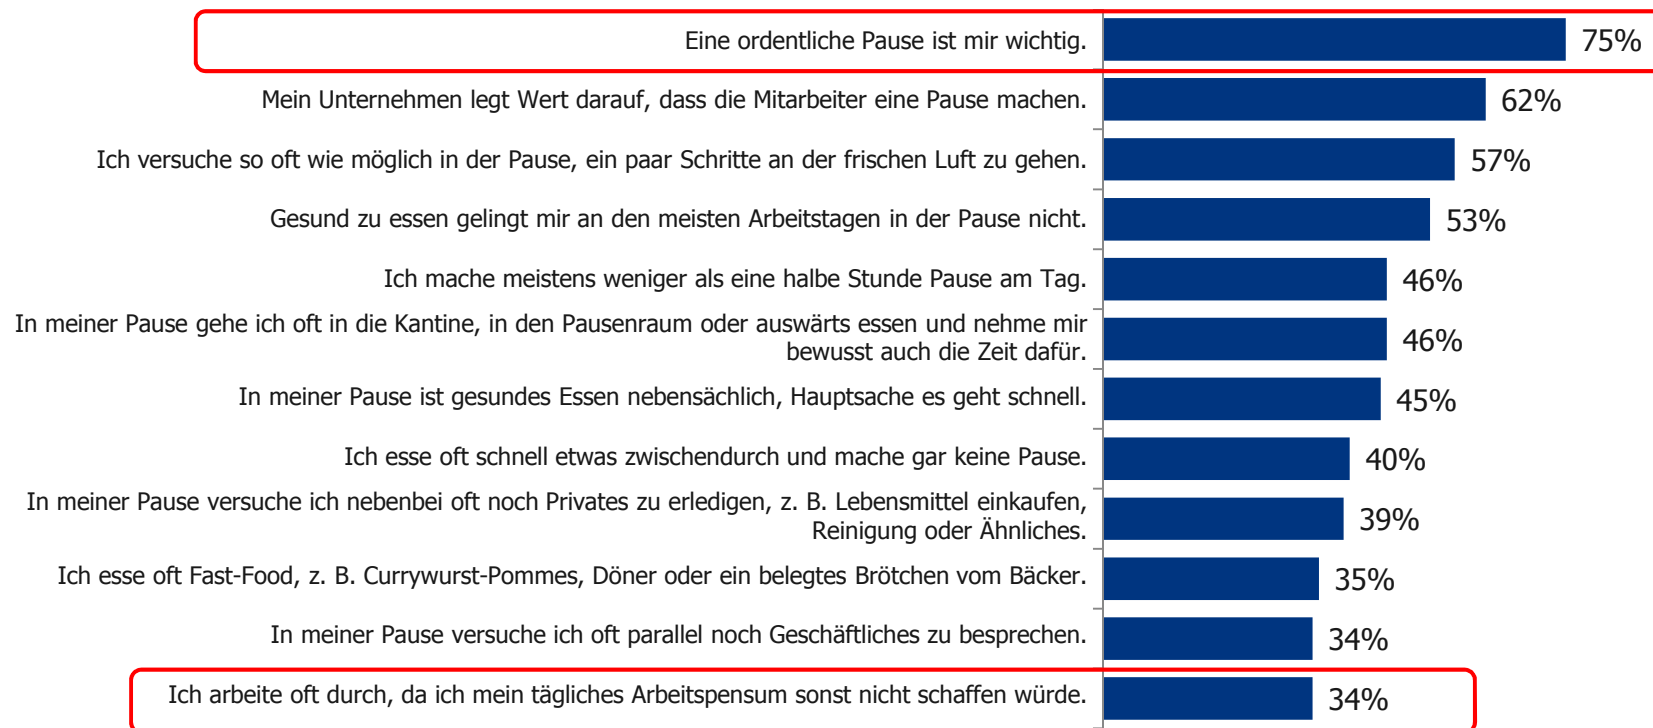 Eine ordentliche Pause ist mir wichtig. 75%
Mein Unternehmen legt Wert darauf, dass die Mitarbeiter eine Pause machen. 62%
Ich versuche so oft wie möglich in der Pause, ein paar Schritte an der frischen Luft zu gehen. 57%
Gesund zu essen gelingt mir an den meisten Arbeitstagen in der Pause nicht. 53%
Ich mache meistens weniger als eine halbe Stunde Pause am Tag. 46%
In meiner Pause gehe ich oft in die Kantine, in den Pausenraum oder auswärts essen und nehme mir
bewusst auch die Zeit dafür. 46%
In meiner Pause ist gesundes Essen nebensächlich, Hauptsache es geht schnell. 45%
Ich esse oft schnell etwas zwischendurch und mache gar keine Pause. 40%
In meiner Pause versuche ich nebenbei oft noch Privates zu erledigen, z. B. Lebensmittel einkaufen,
Reinigung oder Ähnliches. 39%
Ich esse oft Fast-Food, z. B. Currywurst-Pommes, Döner oder ein belegtes Brötchen vom Bäcker. 35%
In meiner Pause versuche ich oft parallel noch Geschäftliches zu besprechen. 34%
Ich arbeite oft durch, da ich mein tägliches Arbeitspensum sonst nicht schaffen würde. 34%